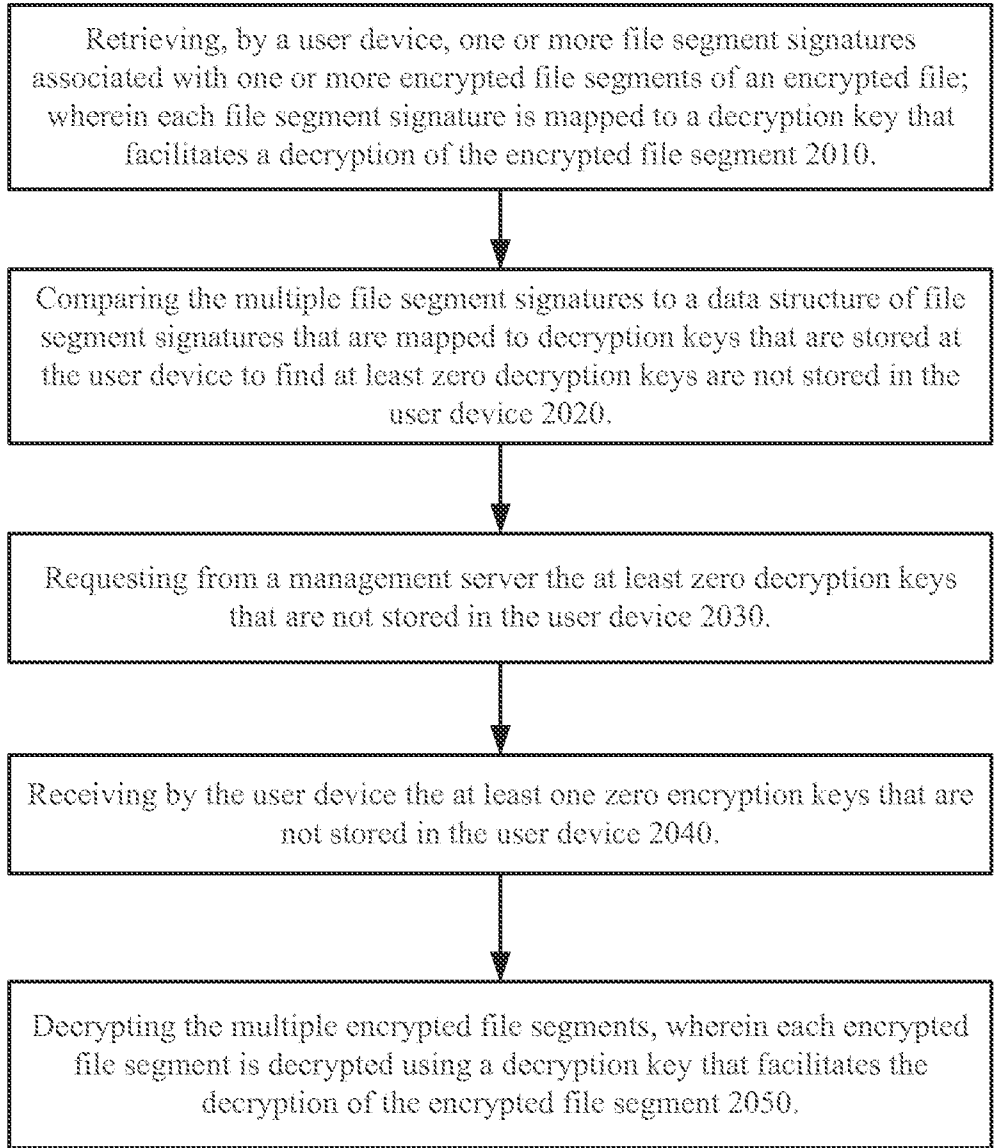 Retrieving, by a user device, one or more file segment signatures
associated with one or more encrypted file segments of an encrypted file;
wherein each file segment signature is mapped to a decryption key that
facilitates a decryption of the encrypted file segment 2010.
Comparing the multiple file segment signatures to a data structure of file
segment signatures that are mapped to decryption keys that are stored at
the user device to find at least zero decryption keys are not stored in the
user device 2020.
Requesting from a management server the at least zero decryption keys
that are not stored in the user device 2030.
Receiving by the user device the at least one zero encryption keys that are
not stored in the user device 2040.
Decrypting the multiple encrypted file segments, wherein each encrypted
file segment is decrypted using a decryption key that facilitates the
decryption of the encrypted file segment 2050.